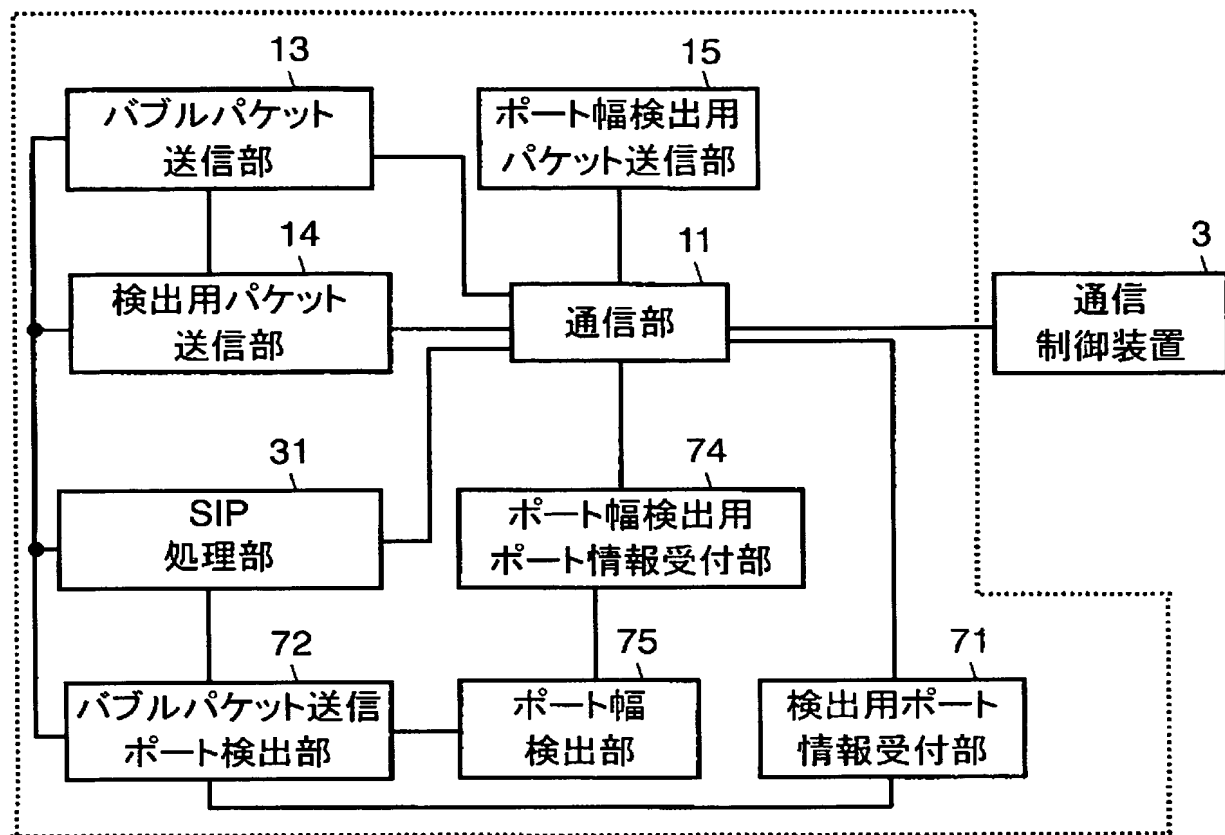 13
バブルパケット
送信部
15
ポート幅検出用
パケット送信部
14
検出用パケット
送信部
11
通信部
3
通信
制御装置
31
SIP
処理部
74
ポート幅検出用
ポート情報受付部
72
バブルパケット送信
ポート検出部
75
ポート幅
検出部
71
検出用ポート
情報受付部